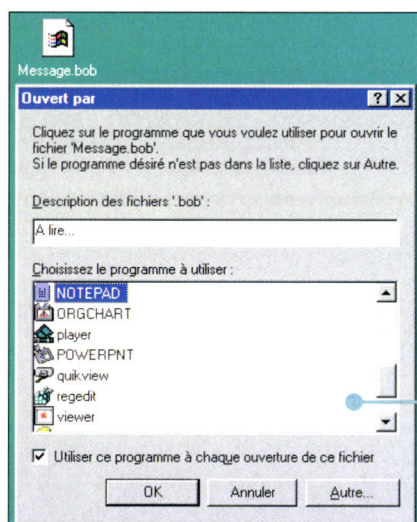 Message.bob
Ouvert par
Cliquez sur le programme que vous voulez utiliser pour ouvrir le
fichier 'Message.bob'.
Si le programme désiré n'est pas dans la liste, cliquez sur Autre.
Description des fichiers '.bob' :
A lire...
Choisissez le programme à utiliser :
NOTEPAD
ORGCHART
player
POWERPNT
quikview
regedit
viewer
Utiliser ce programme à chaque ouverture de ce fichier
OK
Annuler
Autre...